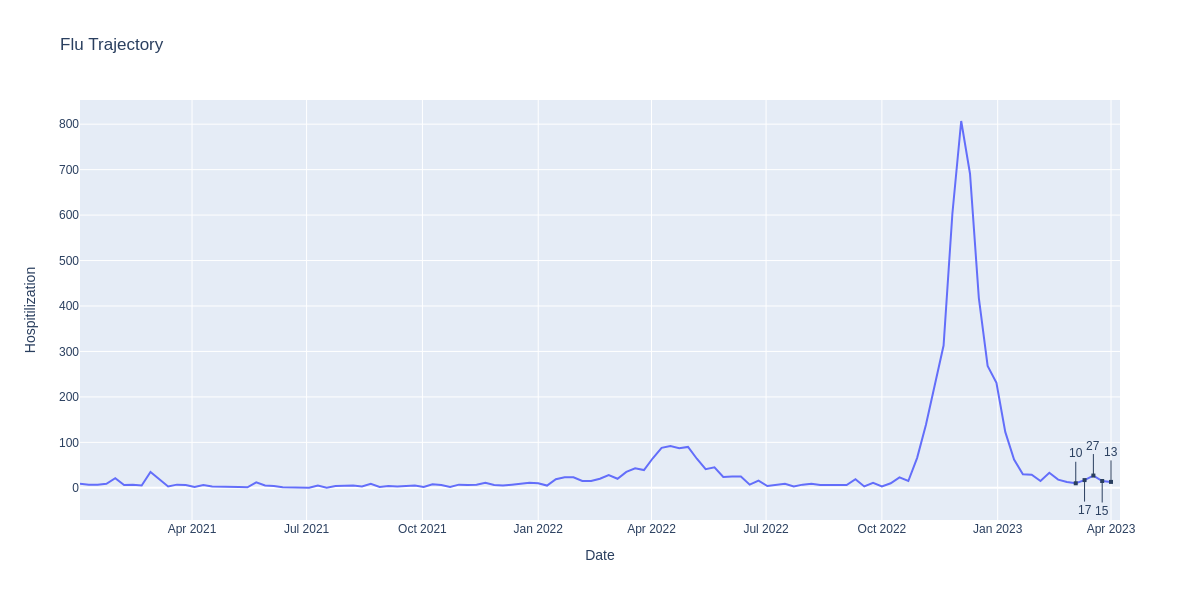 Flu Trajectory
800
700
600
500
400
300
200
100
0
Hospitilization
10
27
13
17
15
Apr 2021
Jul 2021
Oct 2021
Jan 2022
Apr 2022
Jul 2022
Oct 2022
Jan 2023
Apr 2023
Date